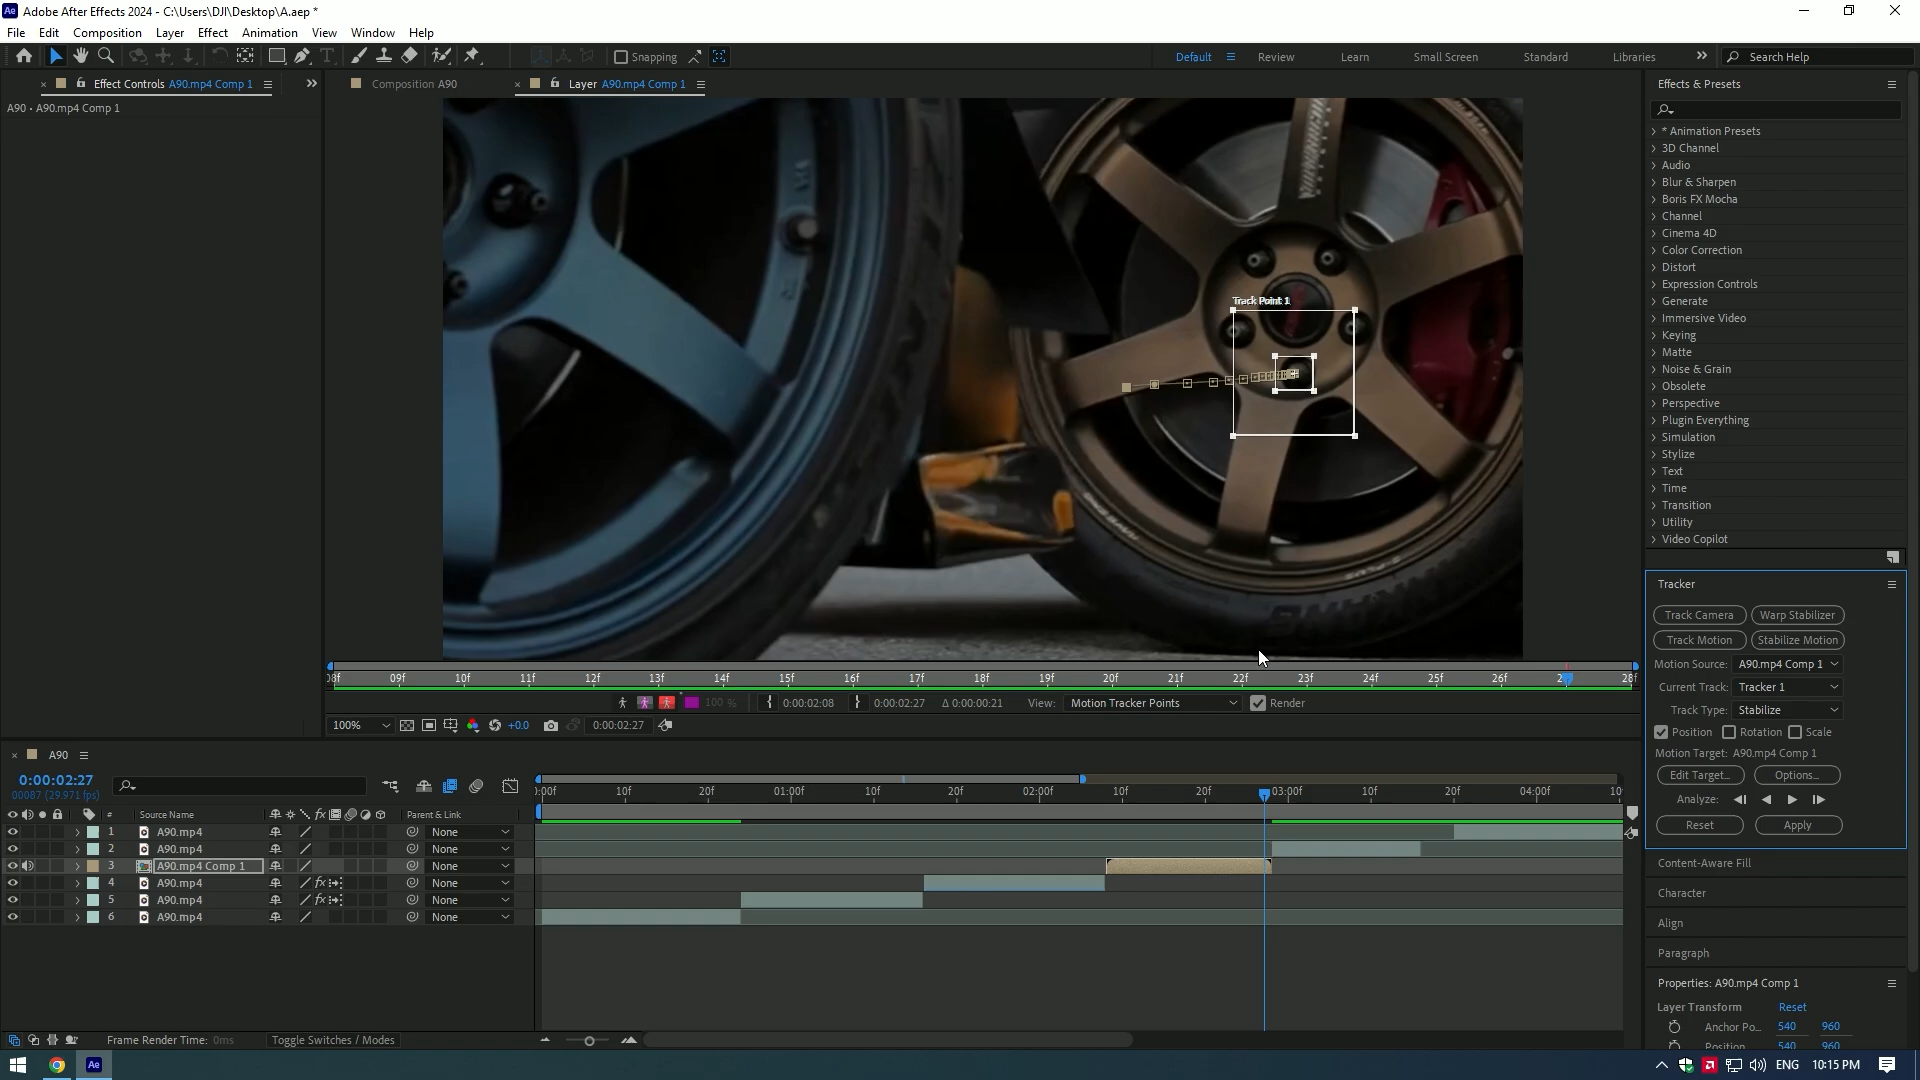 Adobe After Effects 2024 - C:\Users\DJI\Desktop\A.aep *
File Edit Composition Layer Effect Animation View Window Help
Snapping
Default Review Learn Small Screen Standard Libraries Search Help
Effect Controls A90.mp4 Comp 1
Composition A90
Layer A90.mp4 Comp 1
A90 • A90.mp4 Comp 1
Effects & Presets
* Animation Presets
3D Channel
Audio
Blur & Sharpen
Boris FX Mocha
Channel
Cinema 4D
Color Correction
Distort
Expression Controls
Generate
Immersive Video
Keying
Matte
Noise & Grain
Obsolete
Perspective
Plugin Everything
Simulation
Stylize
Text
Time
Transition
Utility
Video Copilot
Track Point 1
Tracker
Track Camera Warp Stabilizer
Track Motion Stabilize Motion
Motion Source: A90.mp4 Comp 1
Current Track: Tracker 1
Track Type: Stabilize
Position Rotation Scale
Motion Target: A90.mp4 Comp 1
Edit Target... Options...
Analyze:
Reset Apply
Content-Aware Fill
Character
Align
Paragraph
Properties: A90.mp4 Comp 1
Layer Transform Reset
Anchor Po... 540 960
Position 540 960
08f 09f 10f 11f 12f 13f 14f 15f 16f 17f 18f 19f 20f 21f 22f 23f 24f 25f 26f 28f
100% 0:00:02:08 0:00:02:27 Δ 0:00:00:21 View: Motion Tracker Points Render
100% +0.0 0:00:02:27
A90
0:00:02:27
00087 (29.971 fps)
:00f 10f 20f 01:00f 10f 20f 02:00f 10f 20f 03:00f 10f 20f 04:00f 10
# Source Name Parent & Link
1 A90.mp4 None
2 A90.mp4 None
3 A90.mp4 Comp 1 None
4 A90.mp4 fx None
5 A90.mp4 fx None
6 A90.mp4 None
Frame Render Time: 0ms Toggle Switches / Modes
ENG 10:15 PM